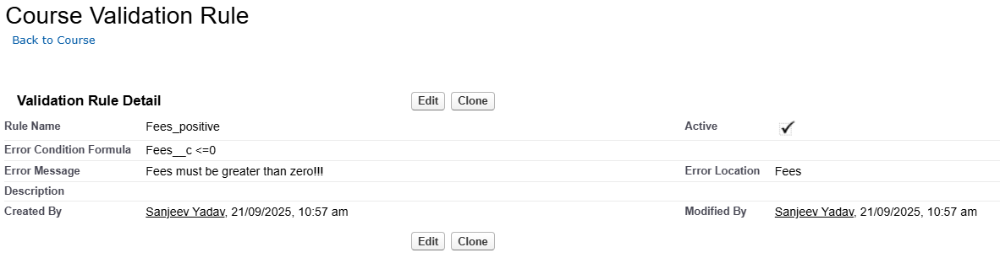 Course Validation Rule
Back to Course
Validation Rule Detail Edit Clone
Rule Name Fees_positive Active
Error Condition Formula Fees__c <=0
Error Message Fees must be greater than zero!!! Error Location Fees
Description
Created By Sanjeev Yadav, 21/09/2025, 10:57 am Modified By Sanjeev Yadav, 21/09/2025, 10:57 am
Edit Clone